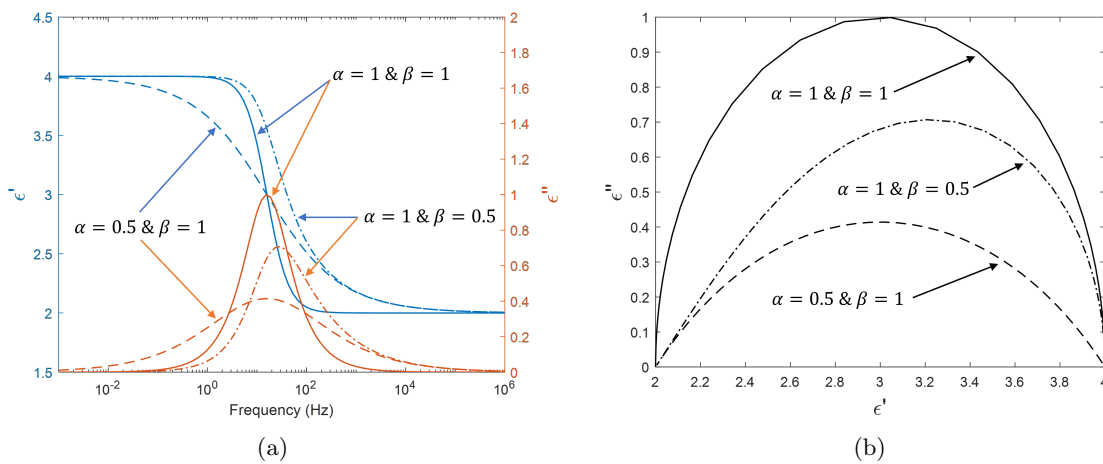 4.5
4
3.5
3
2.5
2
1.5
ϵ'
2
1.8
1.6
1.4
1.2
1
0.8
0.6
0.4
0.2
0
ϵ''
α = 1 & β = 1
α = 0.5 & β = 1
α = 1 & β = 0.5
10⁻² 10⁰ 10² 10⁴ 10⁶
Frequency (Hz)
(a)
1
0.9
0.8
0.7
0.6
0.5
0.4
0.3
0.2
0.1
0
ϵ''
α = 1 & β = 1
α = 1 & β = 0.5
α = 0.5 & β = 1
2 2.2 2.4 2.6 2.8 3 3.2 3.4 3.6 3.8 4
ϵ'
(b)